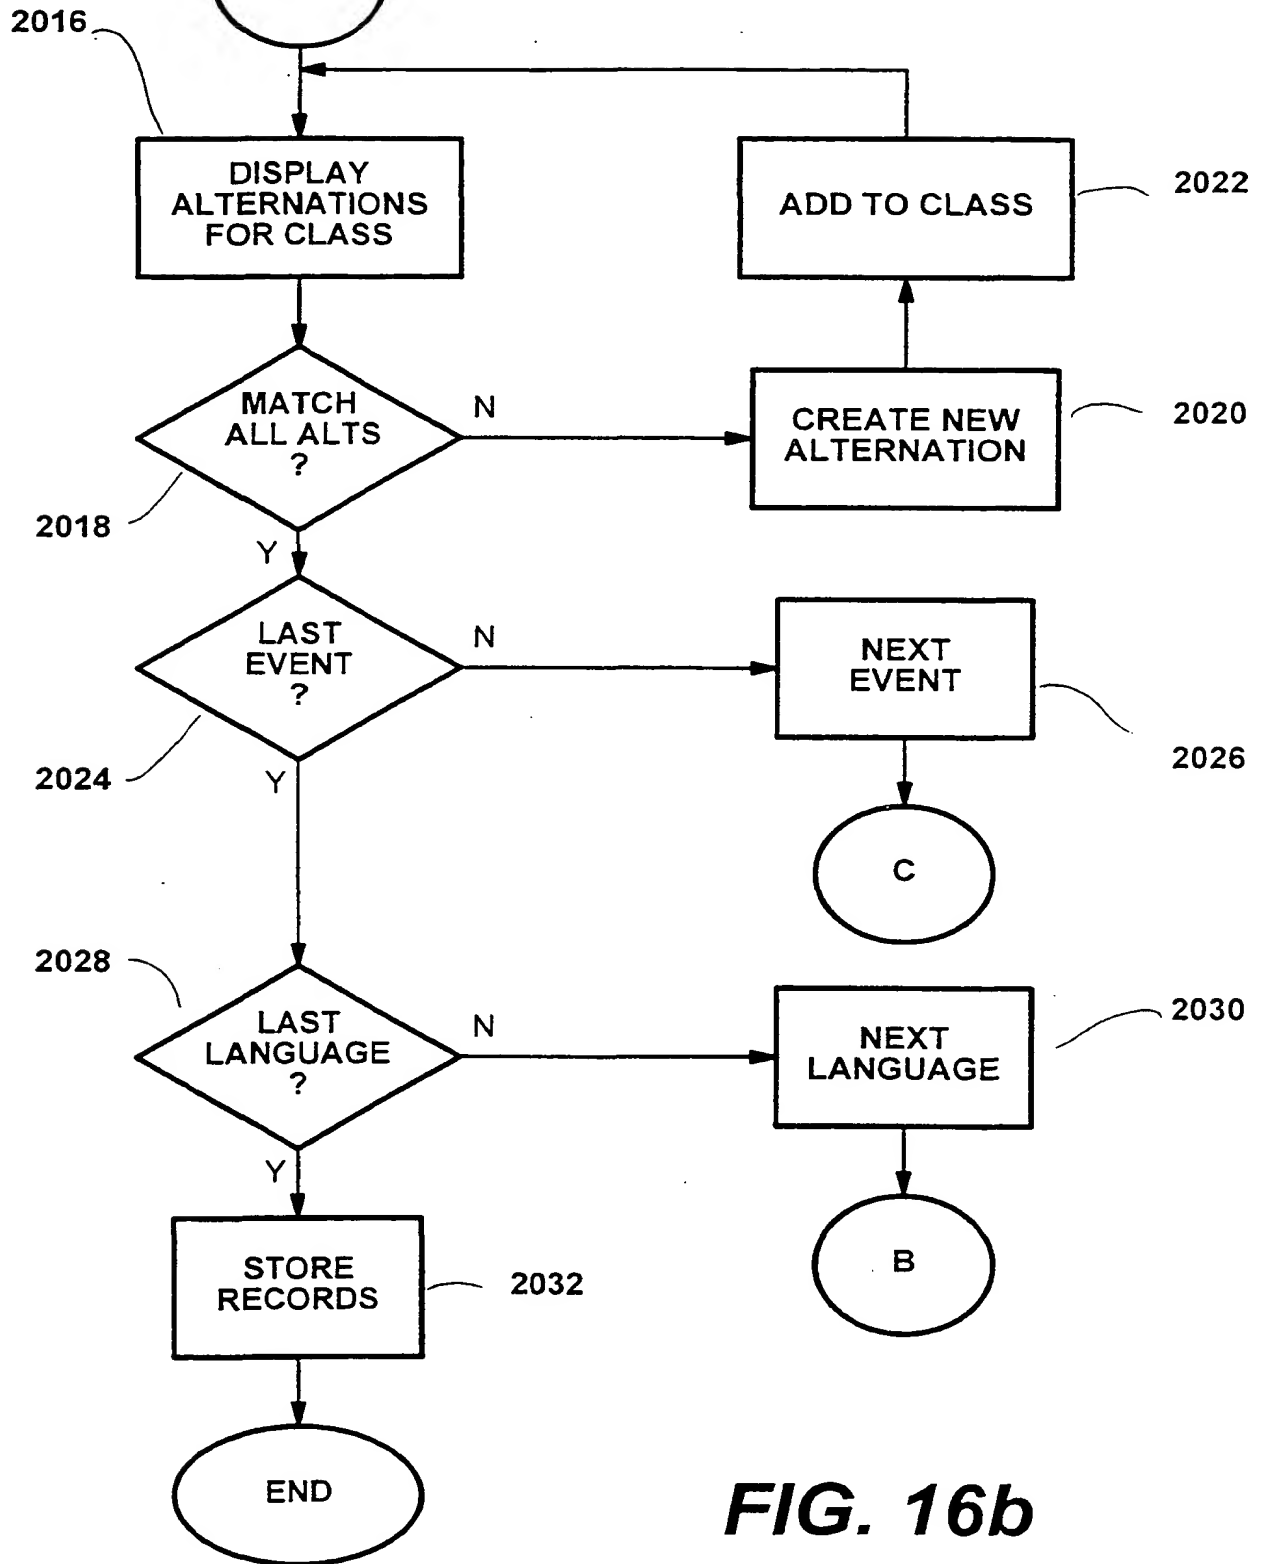 2016
DISPLAY
ALTERNATIONS
FOR CLASS
ADD TO CLASS
2022
MATCH
ALL ALTS
?
N
CREATE NEW
ALTERNATION
2020
2018
Y
LAST
EVENT
?
N
NEXT
EVENT
2024
Y
2026
C
2028
LAST
LANGUAGE
?
N
NEXT
LANGUAGE
2030
Y
STORE
RECORDS
2032
B
END
FIG. 16b